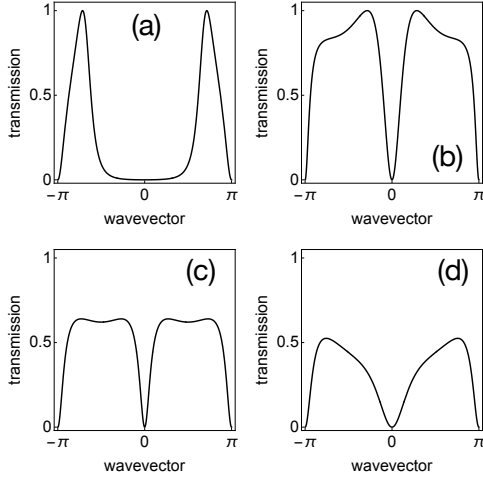 (a)
transmission
1
0.5
0
−π
0
π
wavevector
(b)
transmission
1
0.5
0
−π
0
π
wavevector
(c)
transmission
1
0.5
0
−π
0
π
wavevector
(d)
transmission
1
0.5
0
−π
0
π
wavevector